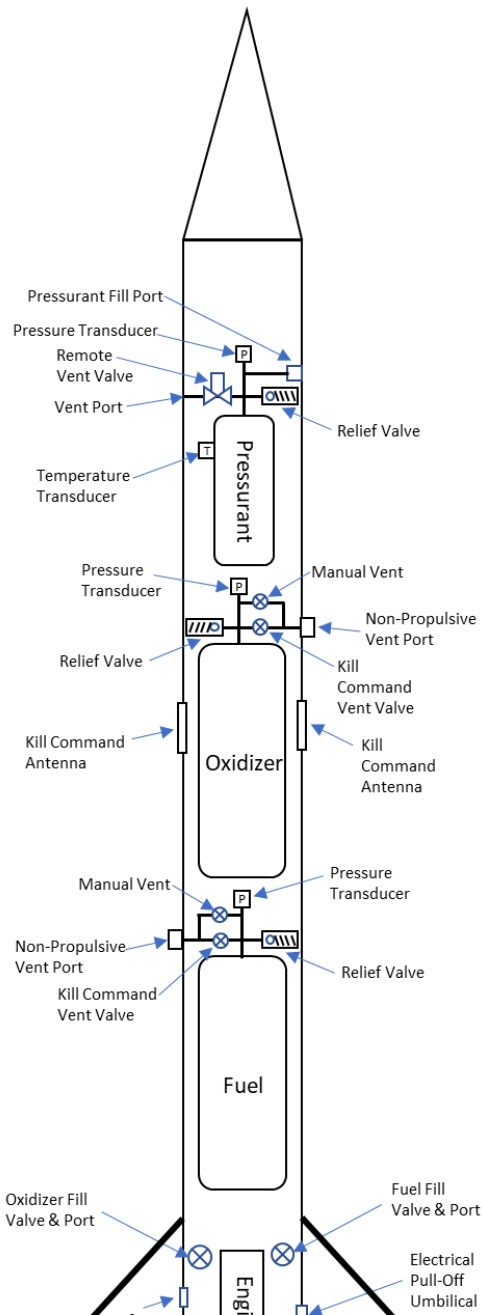 Pressurant Fill Port
Pressure Transducer
Remote
Vent Valve
Vent Port
P
Relief Valve
T
Temperature
Transducer
Pressurant
Pressure
Transducer
P
Manual Vent
Non-Propulsive
Vent Port
Relief Valve
Kill
Command
Vent Valve
Kill Command
Antenna
Oxidizer
Kill
Command
Antenna
Manual Vent
P
Pressure
Transducer
Non-Propulsive
Vent Port
Relief Valve
Kill Command
Vent Valve
Fuel
Oxidizer Fill
Valve & Port
Fuel Fill
Valve & Port
Engi
Electrical
Pull-Off
Umbilical